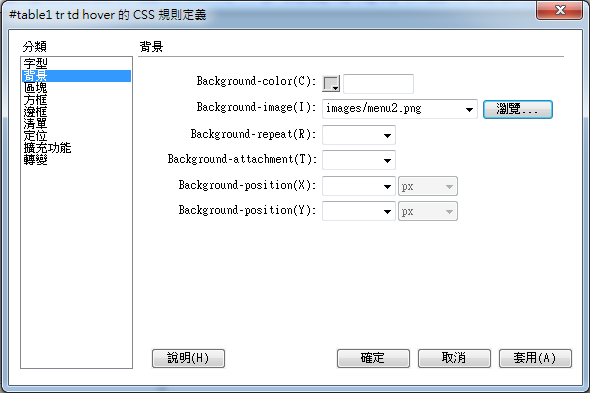 #table1 tr td hover 的 CSS 規則定義
分類
字型
背景
區塊
方框
邊框
清單
定位
擴充功能
轉變
背景
Background-color(C):
Background-image(I): images/menu2.png 瀏覽...
Background-repeat(R):
Background-attachment(T):
Background-position(X): px
Background-position(Y): px
說明(H) 確定 取消 套用(A)